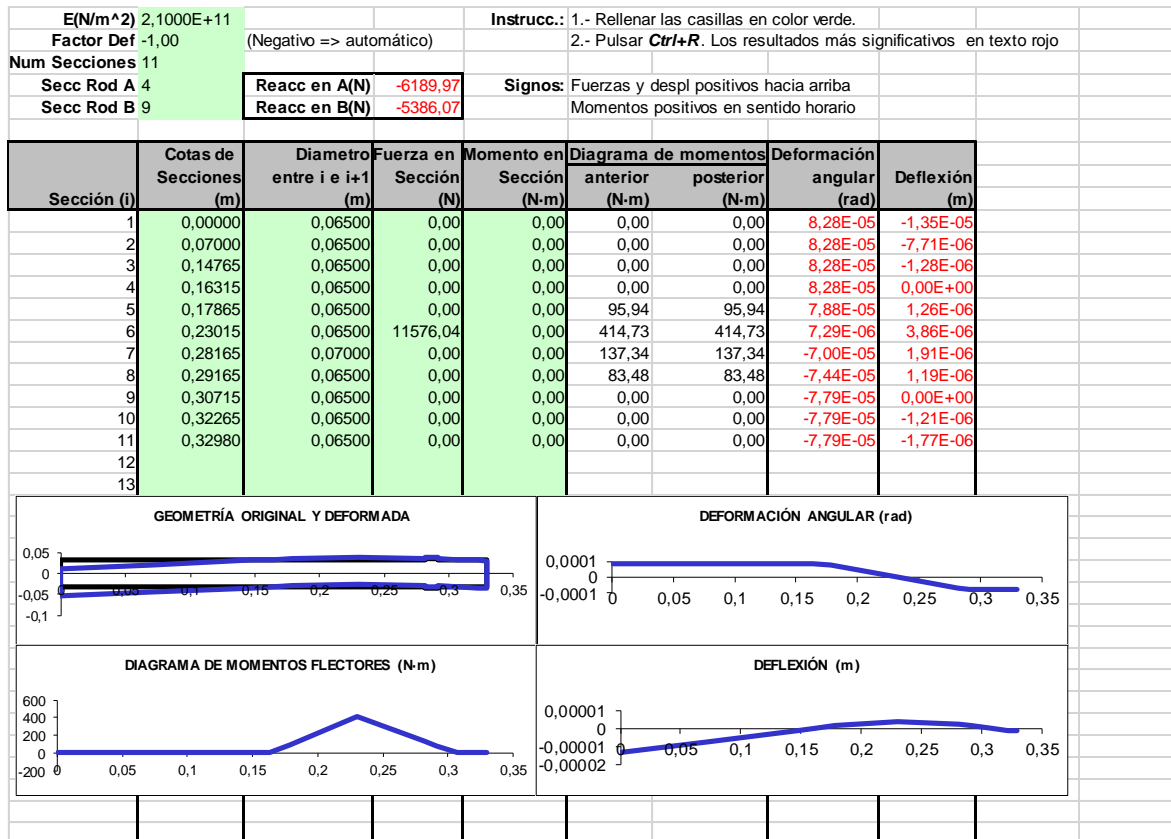 E(N/m^2) 2,1000E+11 Instrucc.: 1.- Rellenar las casillas en color verde.
Factor Def -1,00 (Negativo => automático) 2.- Pulsar Ctrl+R. Los resultados más significativos en texto rojo
Num Secciones 11
Secc Rod A 4 Reacc en A(N) -6189,97 Signos: Fuerzas y despl positivos hacia arriba
Secc Rod B 9 Reacc en B(N) -5386,07 Momentos positivos en sentido horario
Cotas de Diametro Fuerza en Momento en Diagrama de momentos Deformación
Secciones entre i e i+1 Sección Sección anterior posterior angular Deflexión
Sección (i) (m) (m) (N) (N·m) (N·m) (N·m) (rad) (m)
1 0,00000 0,06500 0,00 0,00 0,00 0,00 8,28E-05 -1,35E-05
2 0,07000 0,06500 0,00 0,00 0,00 0,00 8,28E-05 -7,71E-06
3 0,14765 0,06500 0,00 0,00 0,00 0,00 8,28E-05 -1,28E-06
4 0,16315 0,06500 0,00 0,00 0,00 0,00 8,28E-05 0,00E+00
5 0,17865 0,06500 0,00 0,00 95,94 95,94 7,88E-05 1,26E-06
6 0,23015 0,06500 11576,04 0,00 414,73 414,73 7,29E-06 3,86E-06
7 0,28165 0,07000 0,00 0,00 137,34 137,34 -7,00E-05 1,91E-06
8 0,29165 0,06500 0,00 0,00 83,48 83,48 -7,44E-05 1,19E-06
9 0,30715 0,06500 0,00 0,00 0,00 0,00 -7,79E-05 0,00E+00
10 0,32265 0,06500 0,00 0,00 0,00 0,00 -7,79E-05 -1,21E-06
11 0,32980 0,06500 0,00 0,00 0,00 0,00 -7,79E-05 -1,77E-06
12
13
GEOMETRÍA ORIGINAL Y DEFORMADA
0,05
0
-0,05
-0,1
0 0,05 0,1 0,15 0,2 0,25 0,3 0,35
DEFORMACIÓN ANGULAR (rad)
0,0001
0
-0,0001
0 0,05 0,1 0,15 0,2 0,25 0,3 0,35
DIAGRAMA DE MOMENTOS FLECTORES (N·m)
600
400
200
0
-200
0 0,05 0,1 0,15 0,2 0,25 0,3 0,35
DEFLEXIÓN (m)
0,00001
0
-0,00001
-0,00002
0 0,05 0,1 0,15 0,2 0,25 0,3 0,35